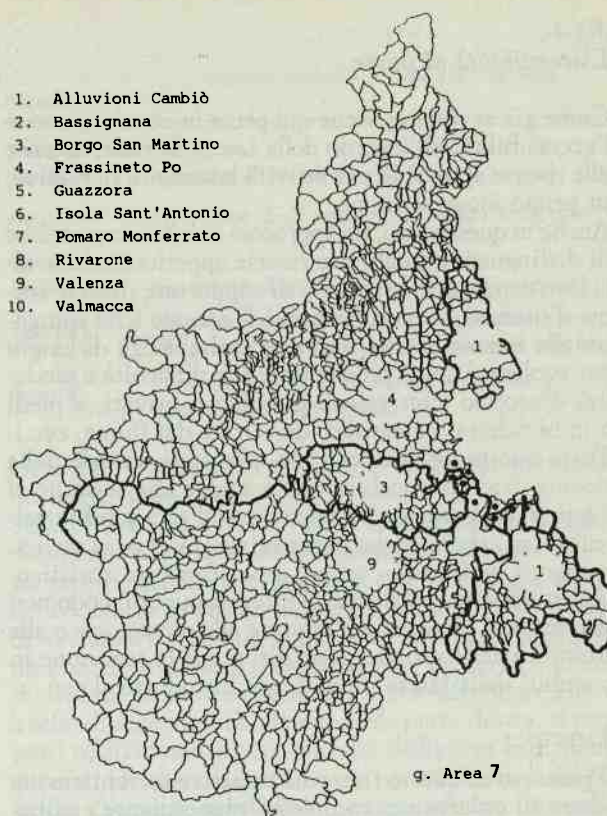 1. Alluvioni Cambiò
2. Bassignana
3. Borgo San Martino
4. Frassineto Po
5. Guazzora
6. Isola Sant'Antonio
7. Pomaro Monferrato
8. Rivarone
9. Valenza
10. Valmacca
3
4
3
9
1
g. Area 7